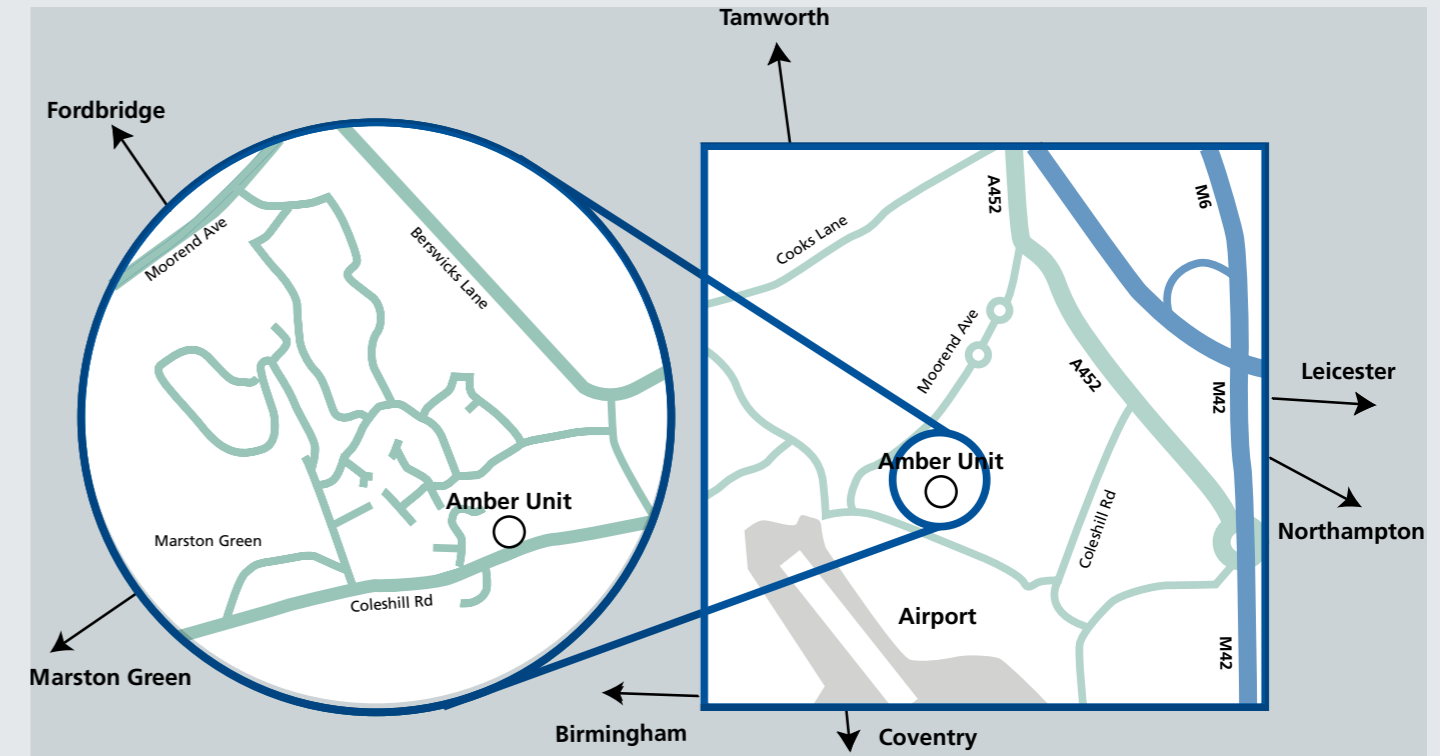 Tamworth
Fordbridge
Moorend Ave
Berswicks Lane
Amber Unit
Marston Green
Coleshill Rd
Marston Green
A452
M6
Cooks Lane
Moorend Ave
A452
M42
Leicester
Amber Unit
Coleshill Rd
Northampton
Airport
M42
Birmingham
Coventry